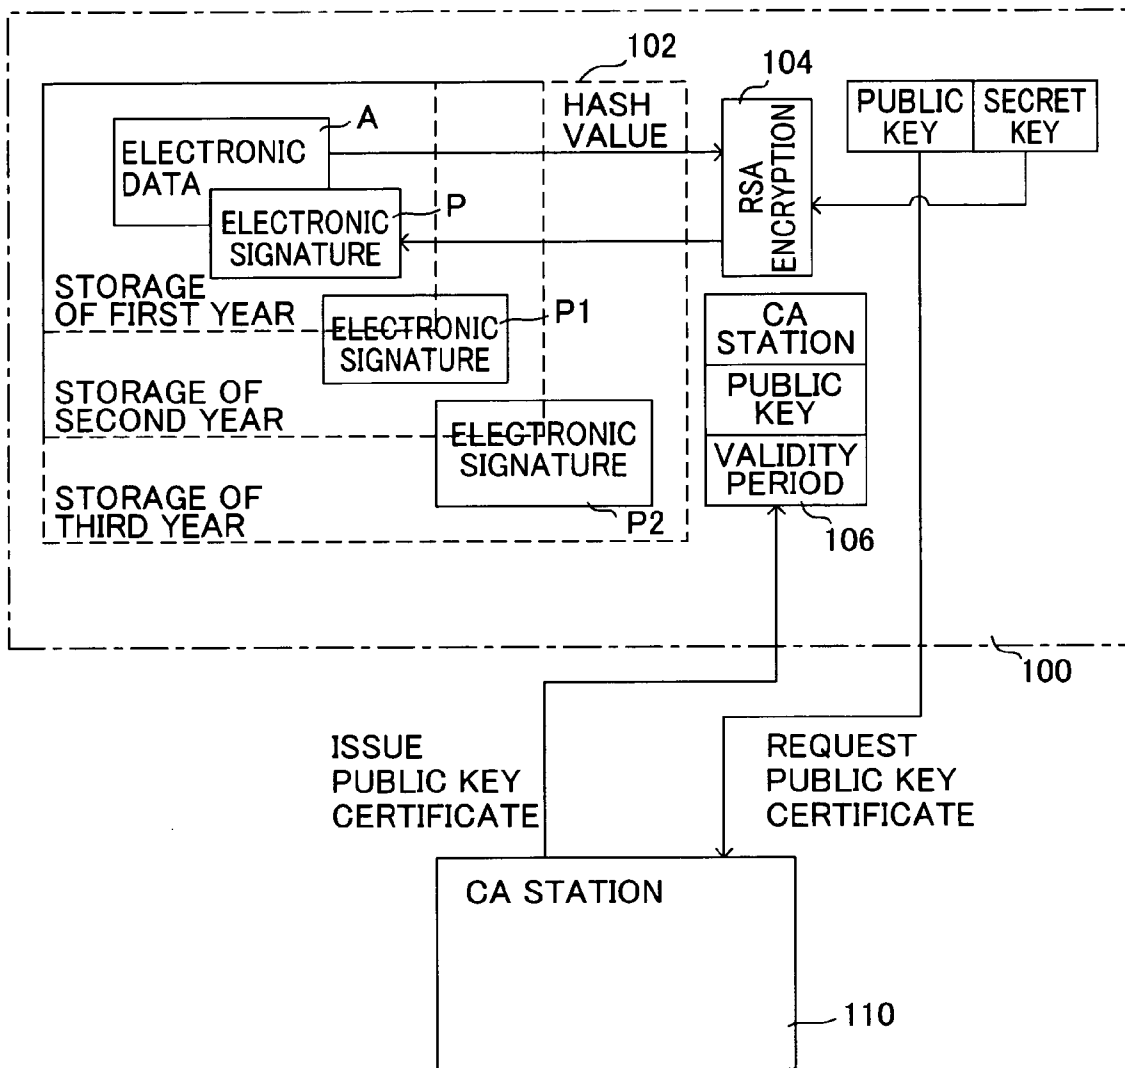 102
104
HASH
VALUE
PUBLIC
KEY
SECRET
KEY
A
ELECTRONIC
DATA
RSA
ENCRYPTION
P
ELECTRONIC
SIGNATURE
STORAGE
OF FIRST YEAR
P1
ELECTRONIC
SIGNATURE
CA
STATION
PUBLIC
KEY
VALIDITY
PERIOD
STORAGE OF
SECOND YEAR
ELECTRONIC
SIGNATURE
STORAGE OF
THIRD YEAR
P2
106
100
ISSUE
PUBLIC KEY
CERTIFICATE
REQUEST
PUBLIC KEY
CERTIFICATE
CA STATION
110